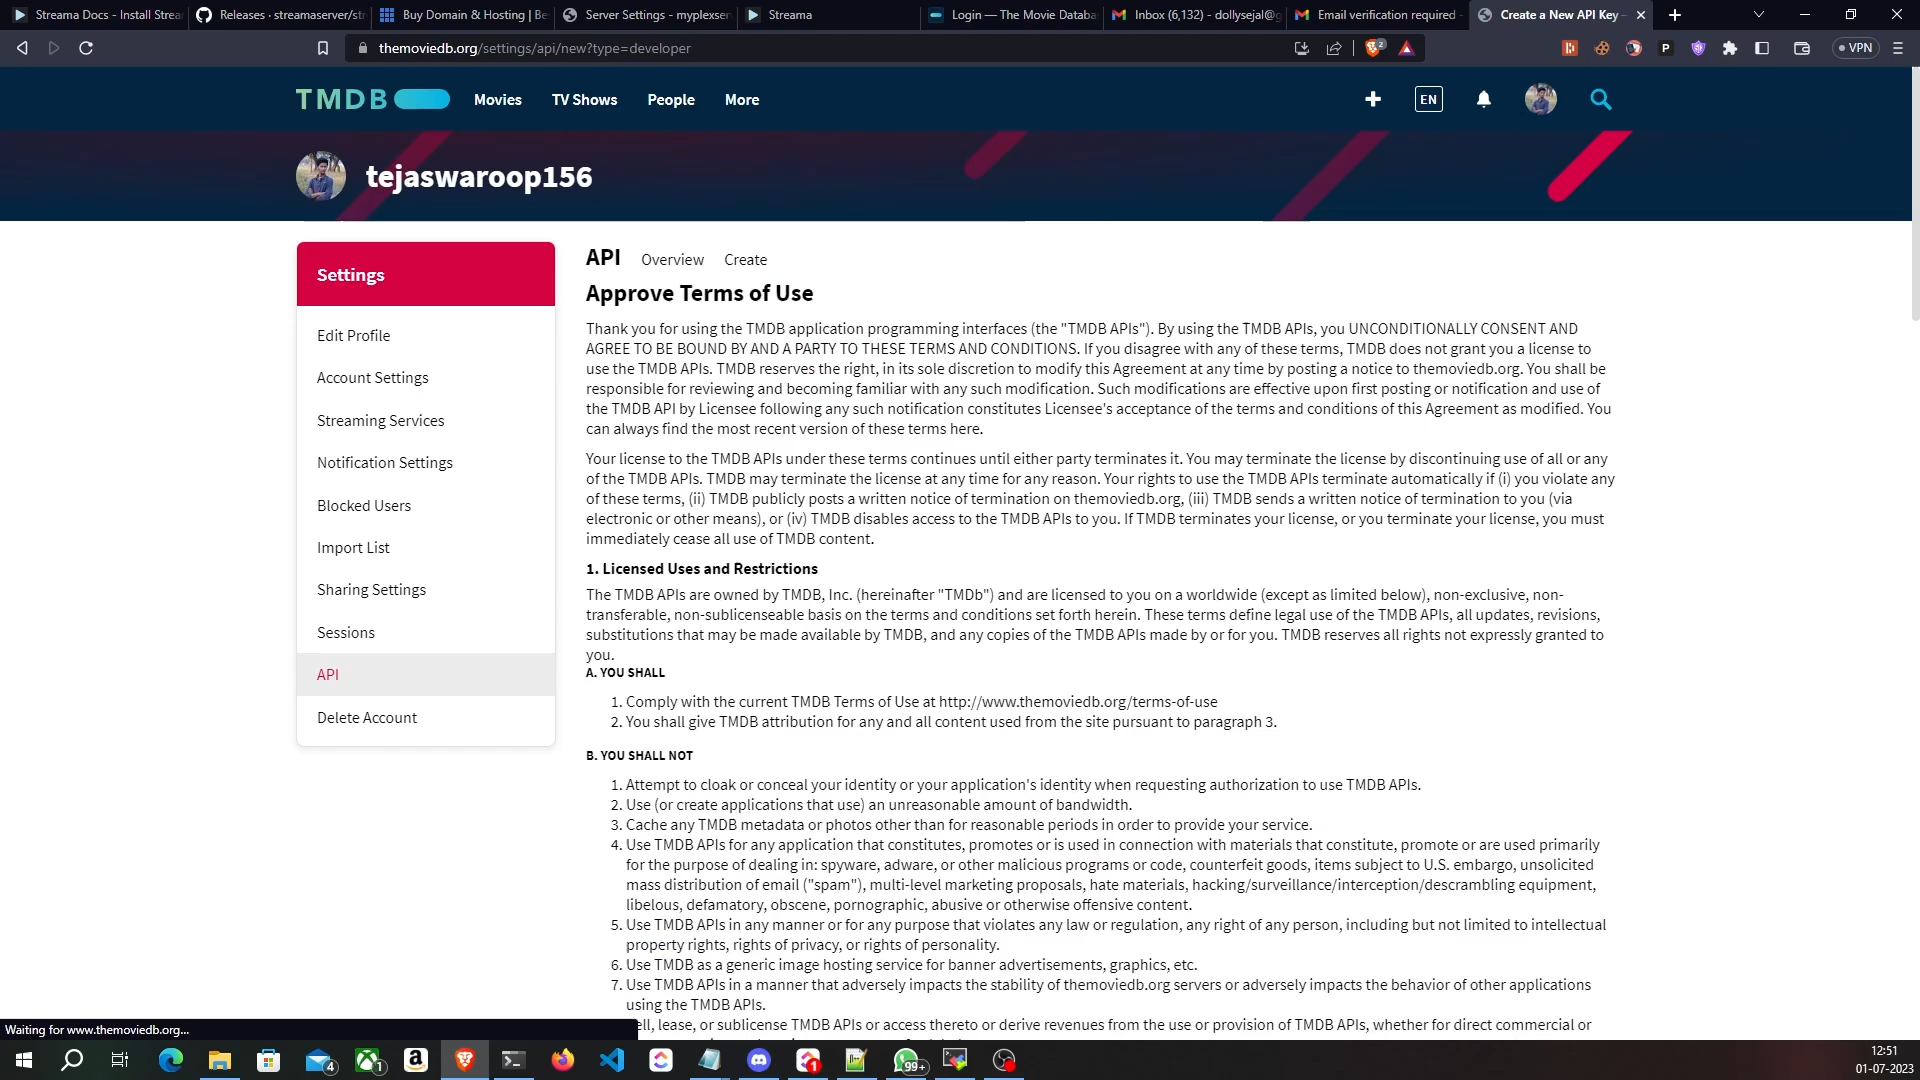 Streama Docs - Install Strear
Releases · streamaserver/str
Buy Domain & Hosting | Be
Server Settings - myplexser
Streama
Login — The Movie Databa
Inbox (6,132) - dollysejal@g
Email verification required -
Create a New API Key -
themoviedb.org/settings/api/new?type=developer
2
P
VPN
TMDB
Movies
TV Shows
People
More
EN
tejaswaroop156
Settings
Edit Profile
Account Settings
Streaming Services
Notification Settings
Blocked Users
Import List
Sharing Settings
Sessions
API
Delete Account
API Overview Create
Approve Terms of Use
Thank you for using the TMDB application programming interfaces (the "TMDB APIs"). By using the TMDB APIs, you UNCONDITIONALLY CONSENT AND
AGREE TO BE BOUND BY AND A PARTY TO THESE TERMS AND CONDITIONS. If you disagree with any of these terms, TMDB does not grant you a license to
use the TMDB APIs. TMDB reserves the right, in its sole discretion to modify this Agreement at any time by posting a notice to themoviedb.org. You shall be
responsible for reviewing and becoming familiar with any such modification. Such modifications are effective upon first posting or notification and use of
the TMDB API by Licensee following any such notification constitutes Licensee's acceptance of the terms and conditions of this Agreement as modified. You
can always find the most recent version of these terms here.
Your license to the TMDB APIs under these terms continues until either party terminates it. You may terminate the license by discontinuing use of all or any
of the TMDB APIs. TMDB may terminate the license at any time for any reason. Your rights to use the TMDB APIs terminate automatically if (i) you violate any
of these terms, (ii) TMDB publicly posts a written notice of termination on themoviedb.org, (iii) TMDB sends a written notice of termination to you (via
electronic or other means), or (iv) TMDB disables access to the TMDB APIs to you. If TMDB terminates your license, or you terminate your license, you must
immediately cease all use of TMDB content.
1. Licensed Uses and Restrictions
The TMDB APIs are owned by TMDB, Inc. (hereinafter "TMDb") and are licensed to you on a worldwide (except as limited below), non-exclusive, non-
transferable, non-sublicenseable basis on the terms and conditions set forth herein. These terms define legal use of the TMDB APIs, all updates, revisions,
substitutions that may be made available by TMDB, and any copies of the TMDB APIs made by or for you. TMDB reserves all rights not expressly granted to
you.
A. YOU SHALL
1. Comply with the current TMDB Terms of Use at http://www.themoviedb.org/terms-of-use
2. You shall give TMDB attribution for any and all content used from the site pursuant to paragraph 3.
B. YOU SHALL NOT
1. Attempt to cloak or conceal your identity or your application's identity when requesting authorization to use TMDB APIs.
2. Use (or create applications that use) an unreasonable amount of bandwidth.
3. Cache any TMDB metadata or photos other than for reasonable periods in order to provide your service.
4. Use TMDB APIs for any application that constitutes, promotes or is used in connection with materials that constitute, promote or are used primarily
for the purpose of dealing in: spyware, adware, or other malicious programs or code, counterfeit goods, items subject to U.S. embargo, unsolicited
mass distribution of email ("spam"), multi-level marketing proposals, hate materials, hacking/surveillance/interception/descrambling equipment,
libelous, defamatory, obscene, pornographic, abusive or otherwise offensive content.
5. Use TMDB APIs in any manner or for any purpose that violates any law or regulation, any right of any person, including but not limited to intellectual
property rights, rights of privacy, or rights of personality.
6. Use TMDB as a generic image hosting service for banner advertisements, graphics, etc.
7. Use TMDB APIs in a manner that adversely impacts the stability of themoviedb.org servers or adversely impacts the behavior of other applications
using the TMDB APIs.
ell, lease, or sublicense TMDB APIs or access thereto or derive revenues from the use or provision of TMDB APIs, whether for direct commercial or
Waiting for www.themoviedb.org...
4
1
1
99+
12:51
01-07-2023